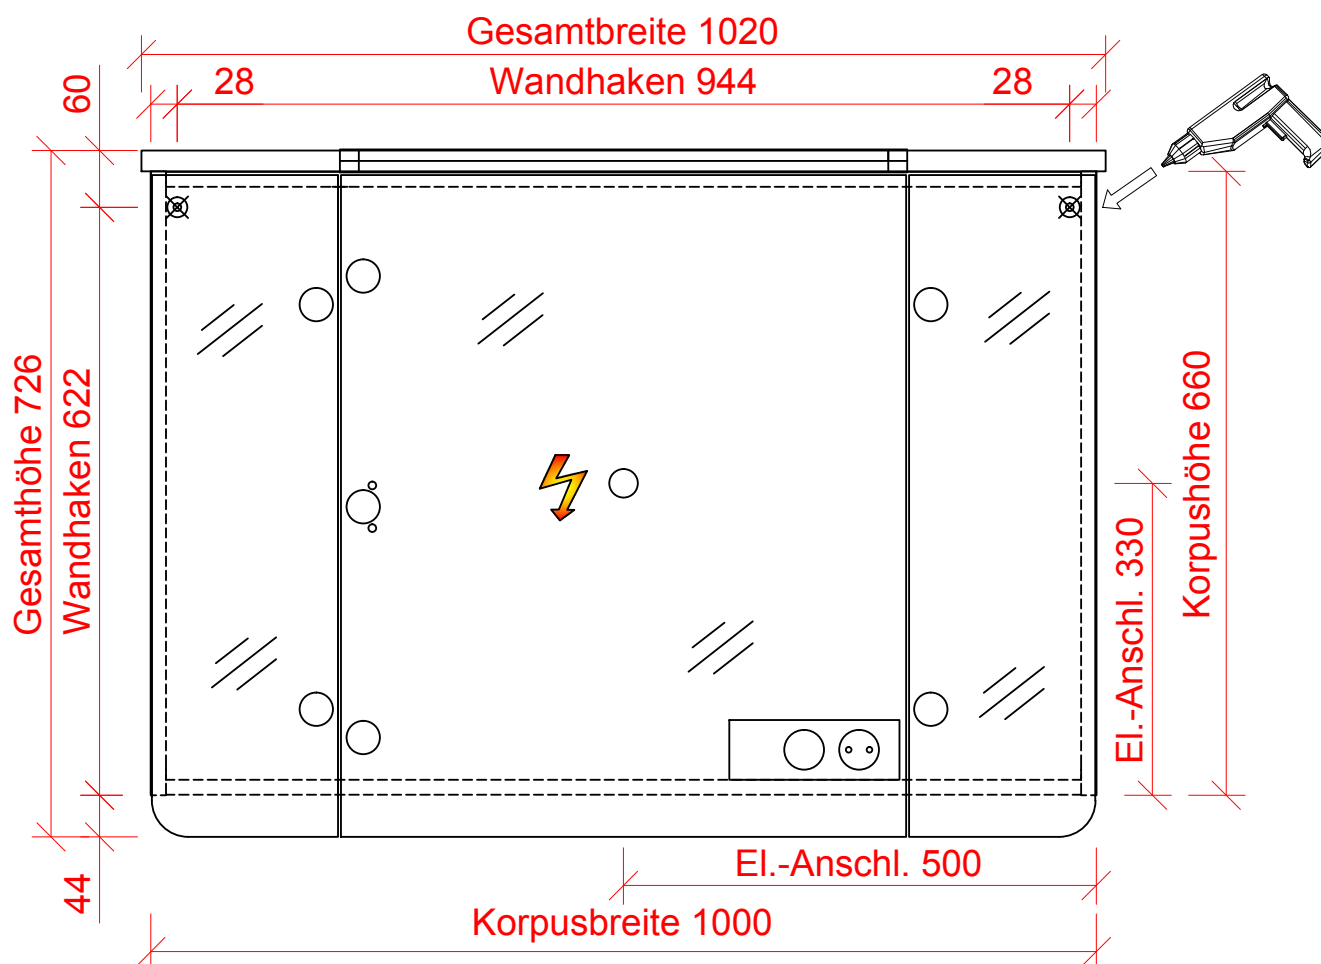 Gesamtbreite 1020
28
Wandhaken 944
28
60
Gesamthöhe 726
Wandhaken 622
44
Korpushöhe 660
El.-Anschl. 330
El.-Anschl. 500
Korpusbreite 1000